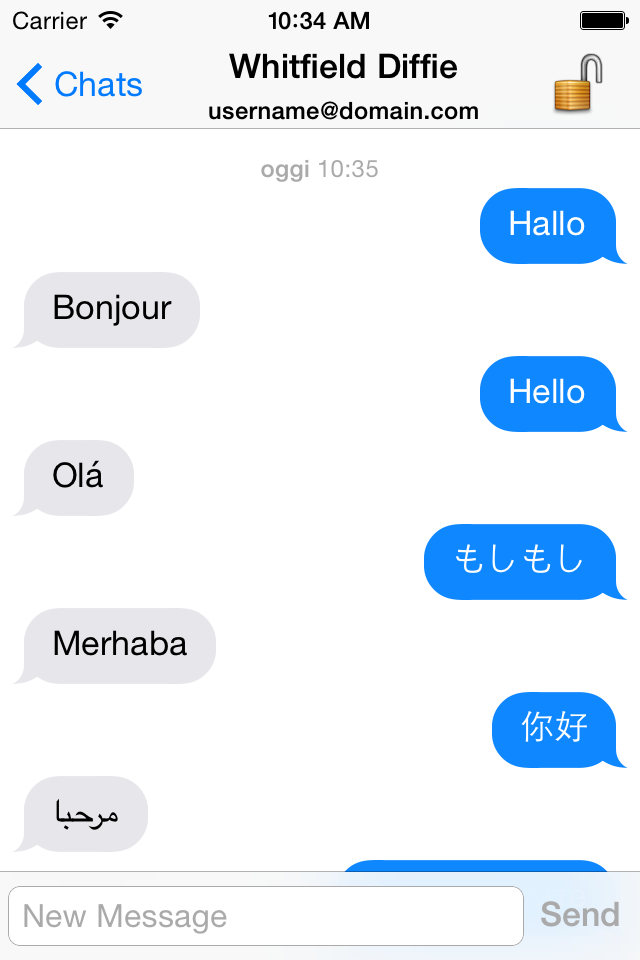 Carrier 10:34 AM
Chats
Whitfield Diffie
username@domain.com
oggi 10:35
Hallo
Bonjour
Hello
Olá
もしもし
Merhaba
你好
مرحبا
New Message
Send